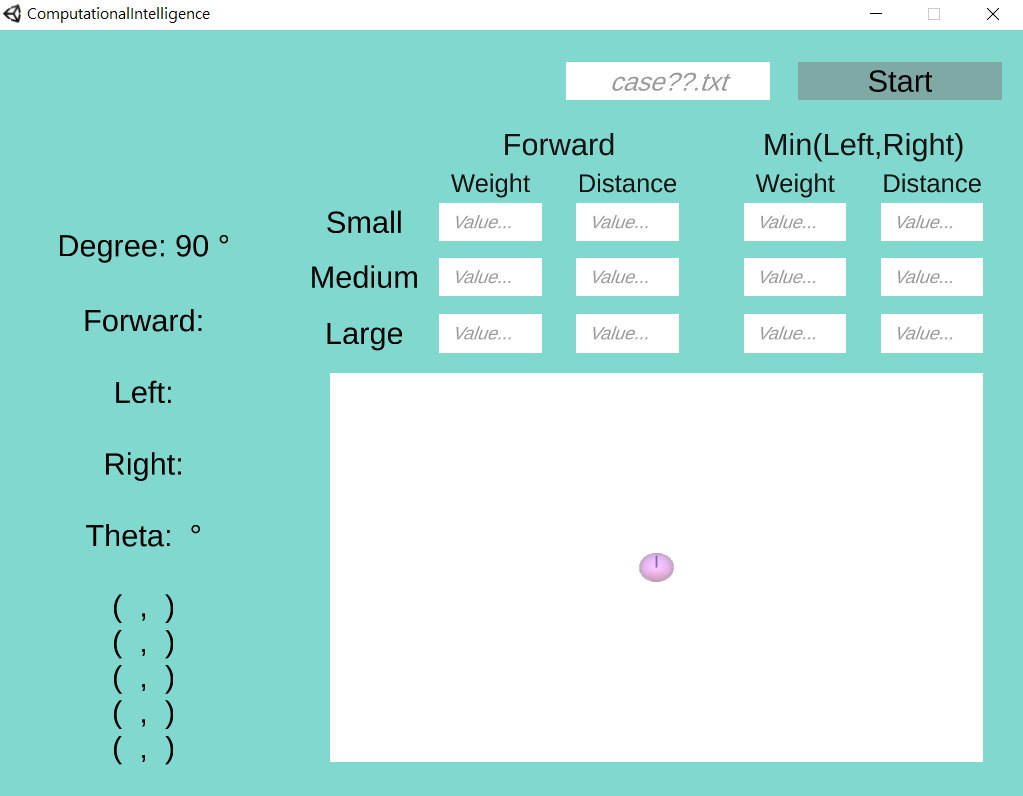 ComputationalIntelligence
case??.txt Start
Forward Min(Left,Right)
Weight Distance Weight Distance
Small Value... Value... Value... Value...
Medium Value... Value... Value... Value...
Large Value... Value... Value... Value...
Degree: 90 °
Forward:
Left:
Right:
Theta:  °
(  ,  )
(  ,  )
(  ,  )
(  ,  )
(  ,  )